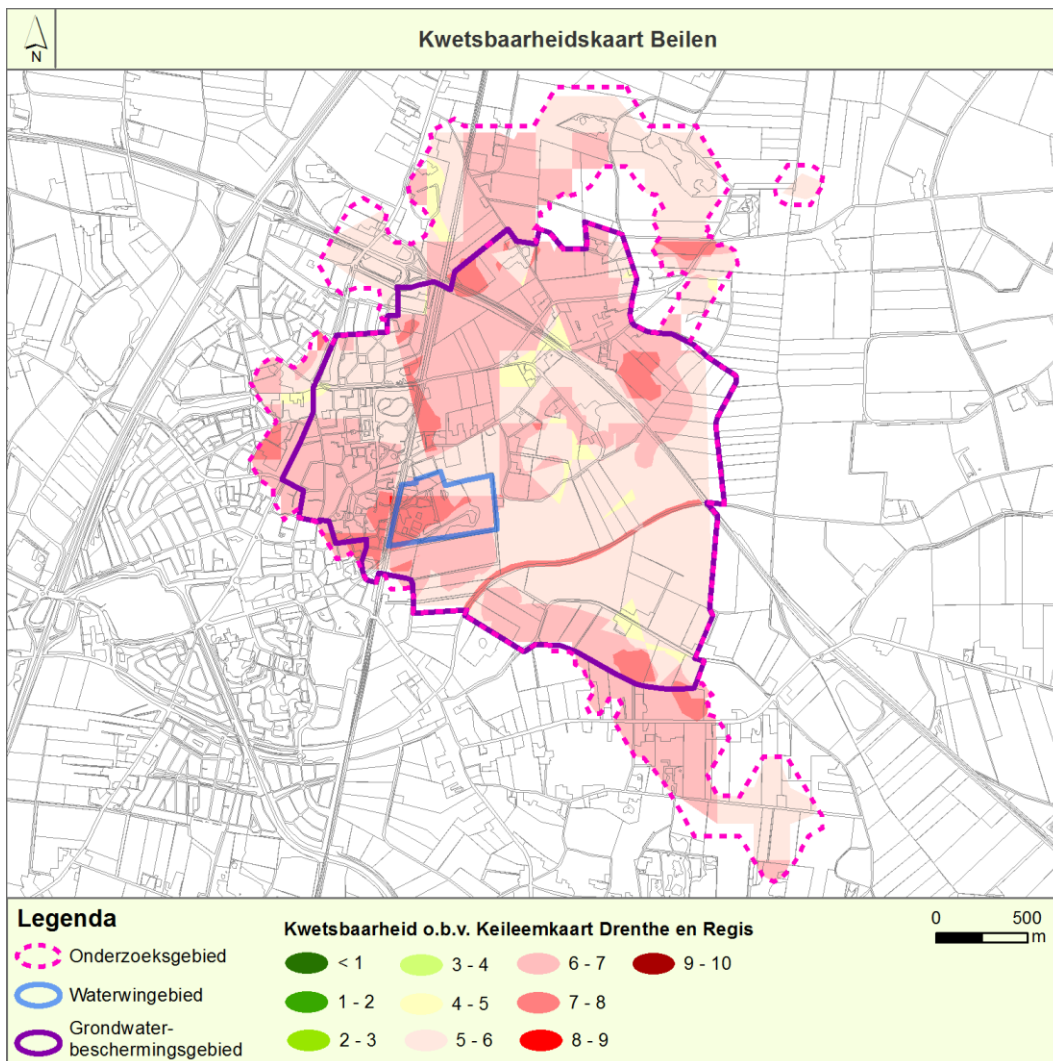 N
Kwetsbaarheidskaart Beilen
Legenda
Onderzoeksgebied
Waterwingebied
Grondwater-
beschermingsgebied
Kwetsbaarheid o.b.v. Keileemkaart Drenthe en Regis
< 1
1 - 2
2 - 3
3 - 4
4 - 5
5 - 6
6 - 7
7 - 8
8 - 9
9 - 10
0 500
m